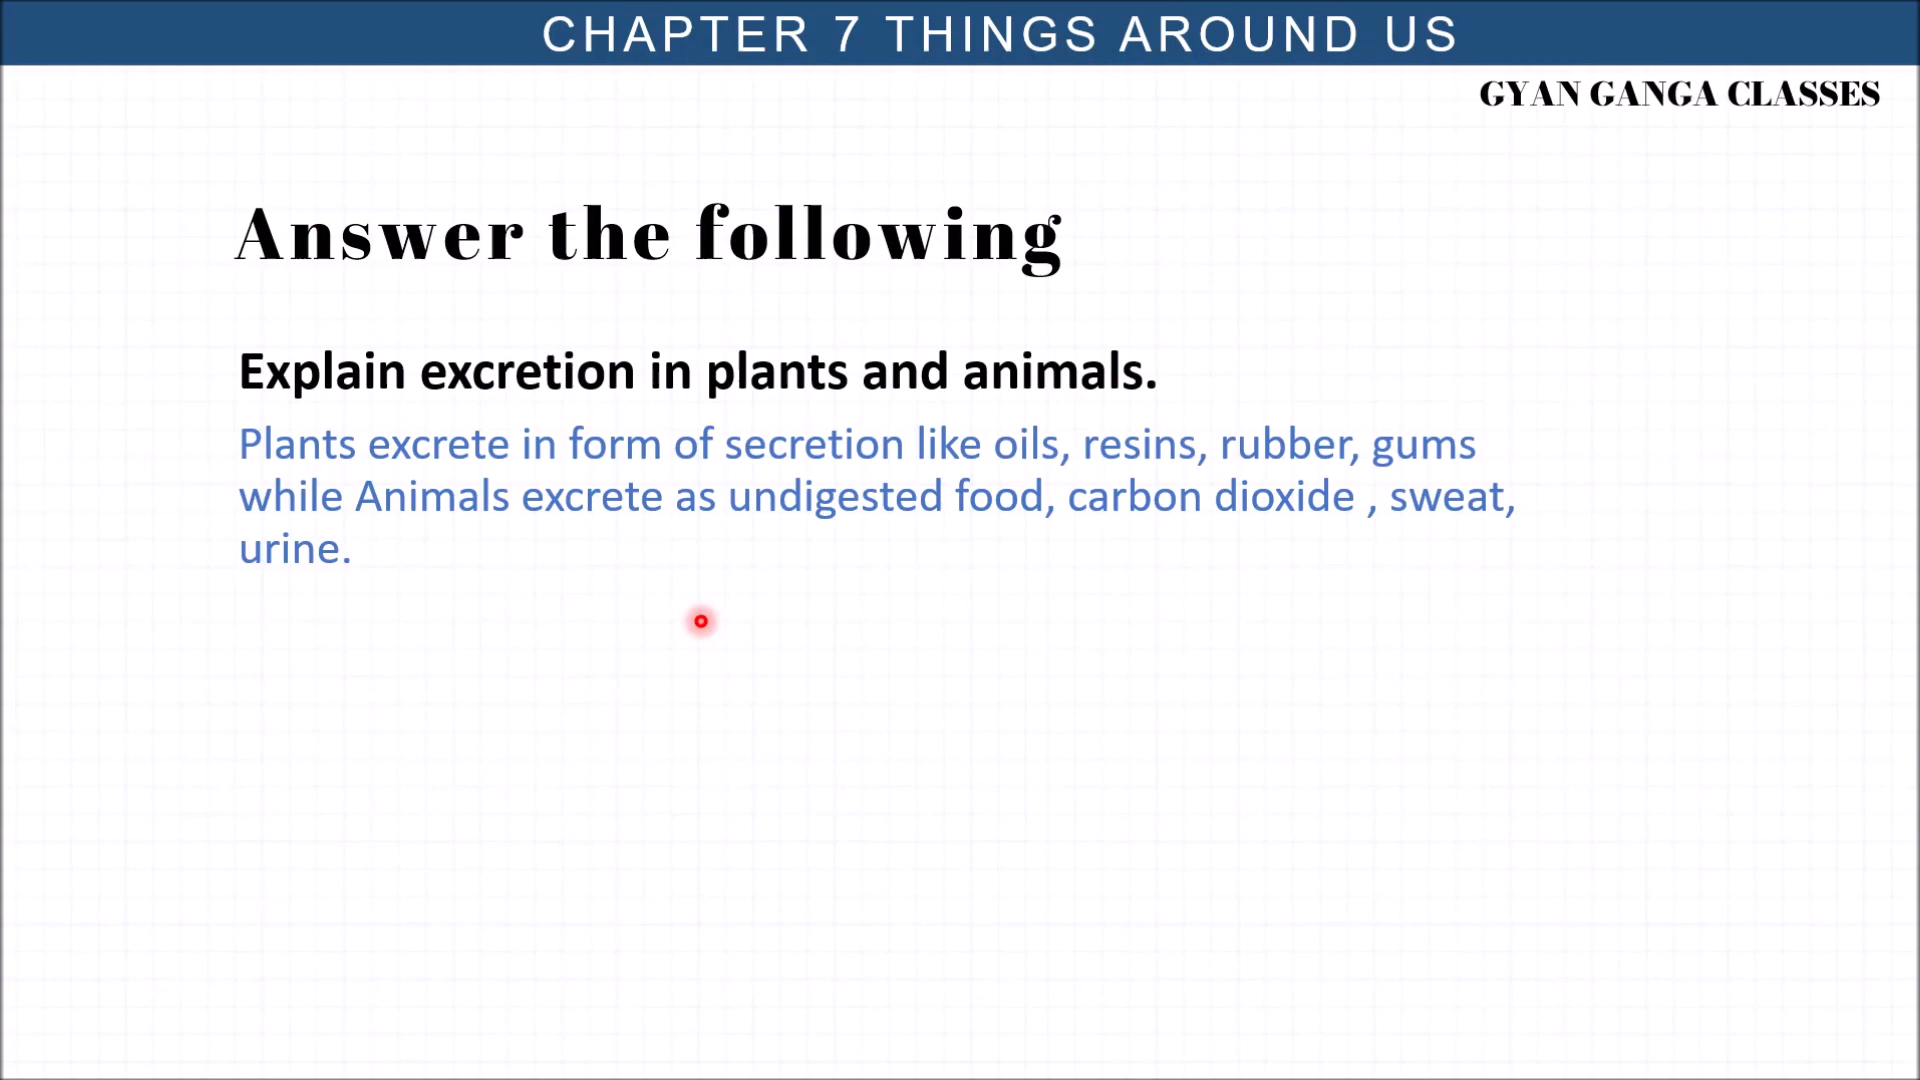 CHAPTER 7 THINGS AROUND US
GYAN GANGA CLASSES
Answer the following
Explain excretion in plants and animals.
Plants excrete in form of secretion like oils, resins, rubber, gums
while Animals excrete as undigested food, carbon dioxide , sweat,
urine.